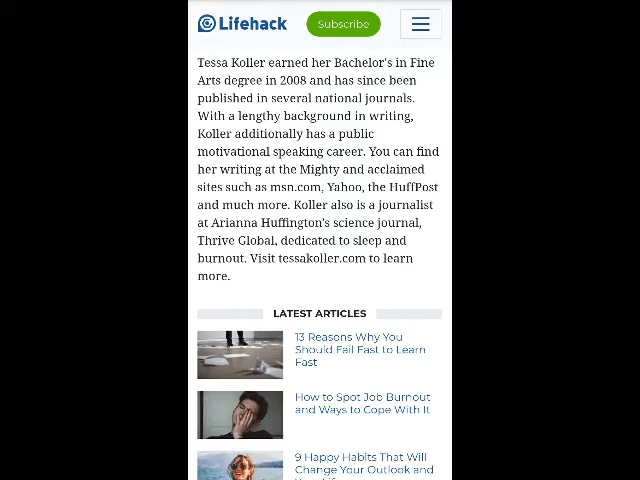 Lifehack
Subscribe
Tessa Koller earned her Bachelor's in Fine
Arts degree in 2008 and has since been
published in several national journals.
With a lengthy background in writing,
Koller additionally has a public
motivational speaking career. You can find
her writing at the Mighty and acclaimed
sites such as msn.com, Yahoo, the HuffPost
and much more. Koller also is a journalist
at Arianna Huffington's science journal,
Thrive Global, dedicated to sleep and
burnout. Visit tessakoller.com to learn
more.
LATEST ARTICLES
13 Reasons Why You
Should Fail Fast to Learn
Fast
How to Spot Job Burnout
and Ways to Cope With It
9 Happy Habits That Will
Change Your Outlook and